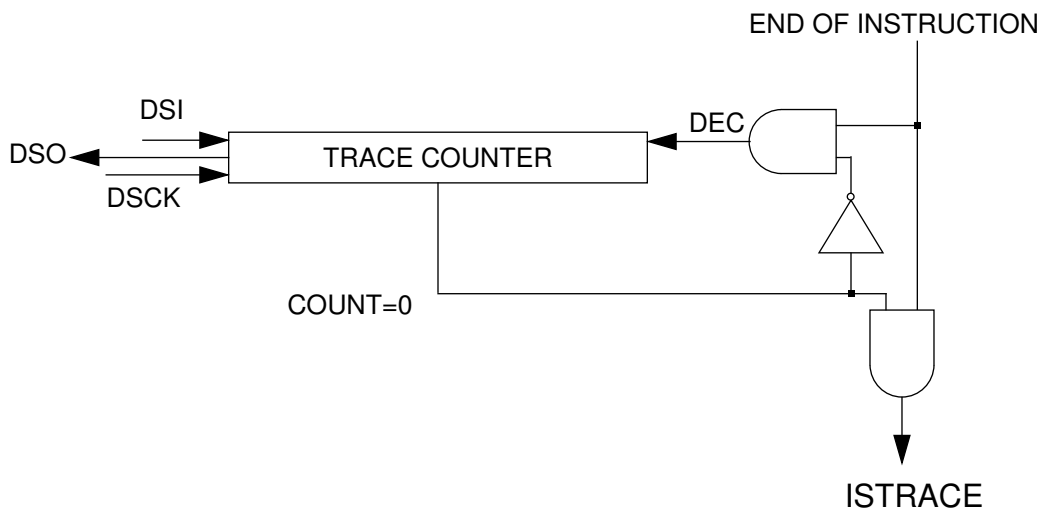 END OF INSTRUCTION
DSI
DEC
DSO
TRACE COUNTER
DSCK
COUNT=0
ISTRACE